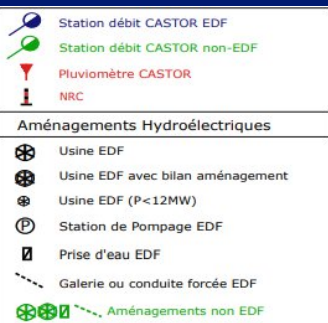 Station débit CASTOR EDF
Station débit CASTOR non-EDF
Pluviomètre CASTOR
NRC
Aménagements Hydroélectriques
Usine EDF
Usine EDF avec bilan aménagement
Usine EDF (P<12MW)
P Station de Pompage EDF
Prise d'eau EDF
Galerie ou conduite forcée EDF
Aménagements non EDF